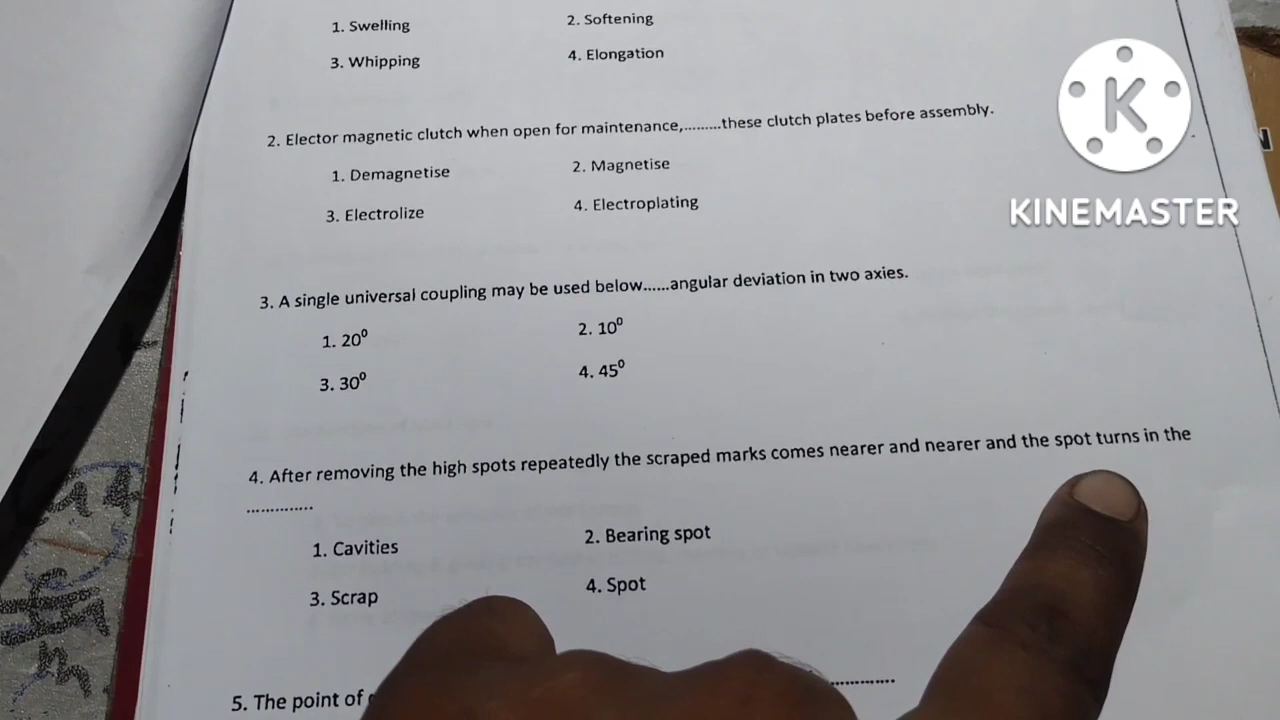 1. Swelling 2. Softening
3. Whipping 4. Elongation
2. Elector magnetic clutch when open for maintenance,.........these clutch plates before assembly.
1. Demagnetise 2. Magnetise
3. Electrolize 4. Electroplating
3. A single universal coupling may be used below......angular deviation in two axies.
1. 20⁰ 2. 10⁰
3. 30⁰ 4. 45⁰
4. After removing the high spots repeatedly the scraped marks comes nearer and nearer and the spot turns in the
..............
1. Cavities 2. Bearing spot
3. Scrap 4. Spot
5. The point of
K
KINEMASTER